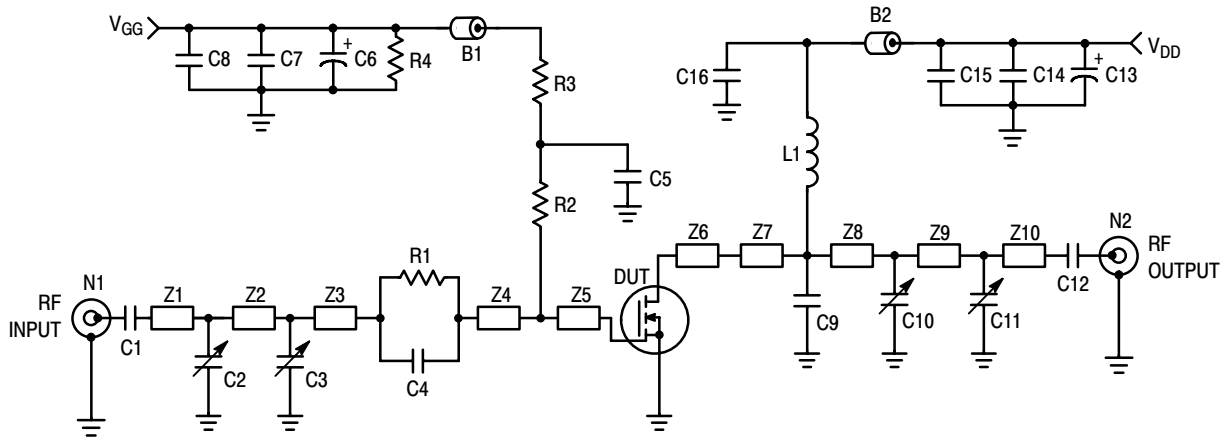 V_GG
C8
C7
+
C6
R4
B1
R3
C5
R2
B2
V_DD
C16
C15
C14
+
C13
L1
N1
RF
INPUT
C1
Z1
Z2
Z3
C2
C3
R1
C4
Z4
Z5
DUT
Z6
Z7
Z8
Z9
Z10
C9
C10
C11
C12
N2
RF
OUTPUT